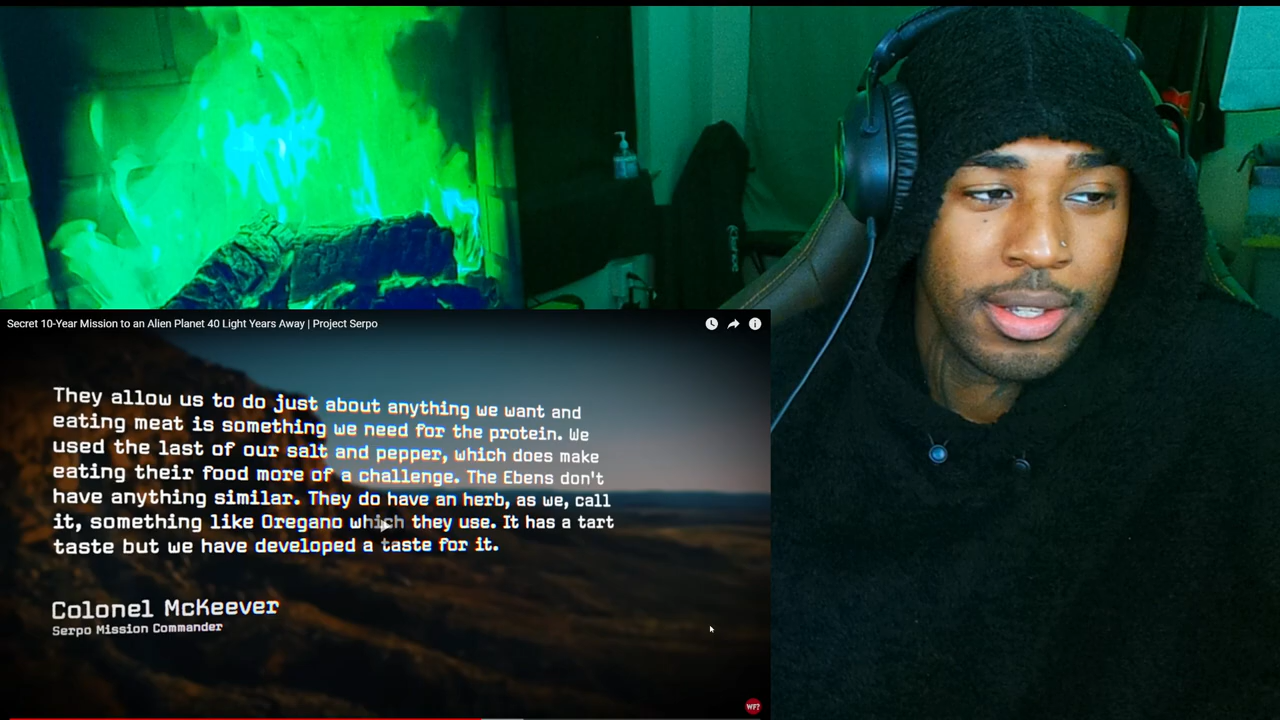 Secret 10-Year Mission to an Alien Planet 40 Light Years Away | Project Serpo
They allow us to do just about anything we want and
eating meat is something we need for the protein. We
used the last of our salt and pepper, which does make
eating their food more of a challenge. The Ebens don't
have anything similar. They do have an herb, as we, call
it, something like Oregano which they use. It has a tart
taste but we have developed a taste for it.
Colonel McKeever
Serpo Mission Commander
WF?